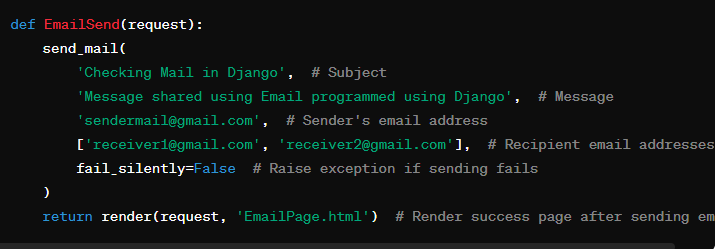 def EmailSend(request):
    send_mail(
        'Checking Mail in Django',  # Subject
        'Message shared using Email programmed using Django',  # Message
        'sendermail@gmail.com',  # Sender's email address
        ['receiver1@gmail.com', 'receiver2@gmail.com'],  # Recipient email addresses
        fail_silently=False  # Raise exception if sending fails
    )
    return render(request, 'EmailPage.html')  # Render success page after sending